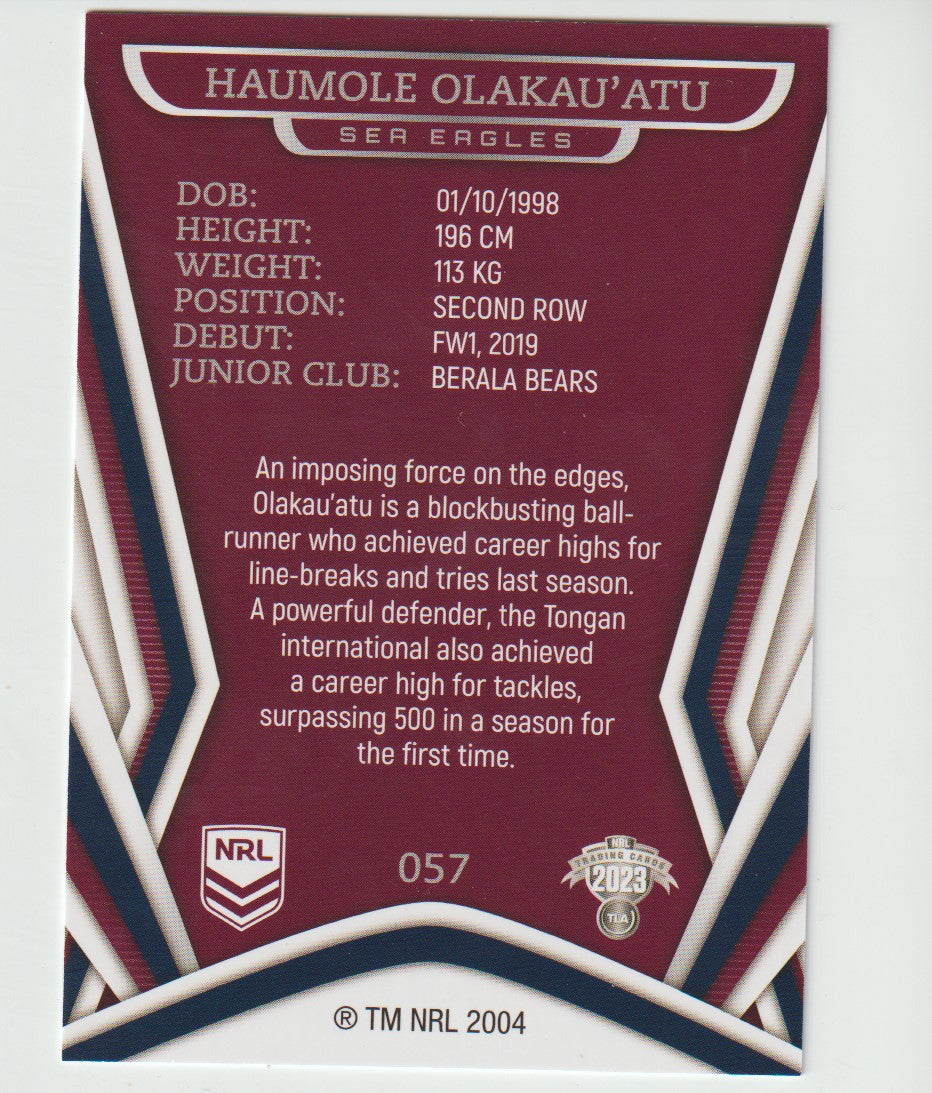 HAUMOLE OLAKAU'ATU
SEA EAGLES
DOB: 01/10/1998
HEIGHT: 196 CM
WEIGHT: 113 KG
POSITION: SECOND ROW
DEBUT: FW1, 2019
JUNIOR CLUB: BERALA BEARS
An imposing force on the edges,
Olakau'atu is a blockbusting ball-
runner who achieved career highs for
line-breaks and tries last season.
A powerful defender, the Tongan
international also achieved
a career high for tackles,
surpassing 500 in a season for
the first time.
NRL
057
NRL
TRADING CARDS
2023
TLA
® TM NRL 2004